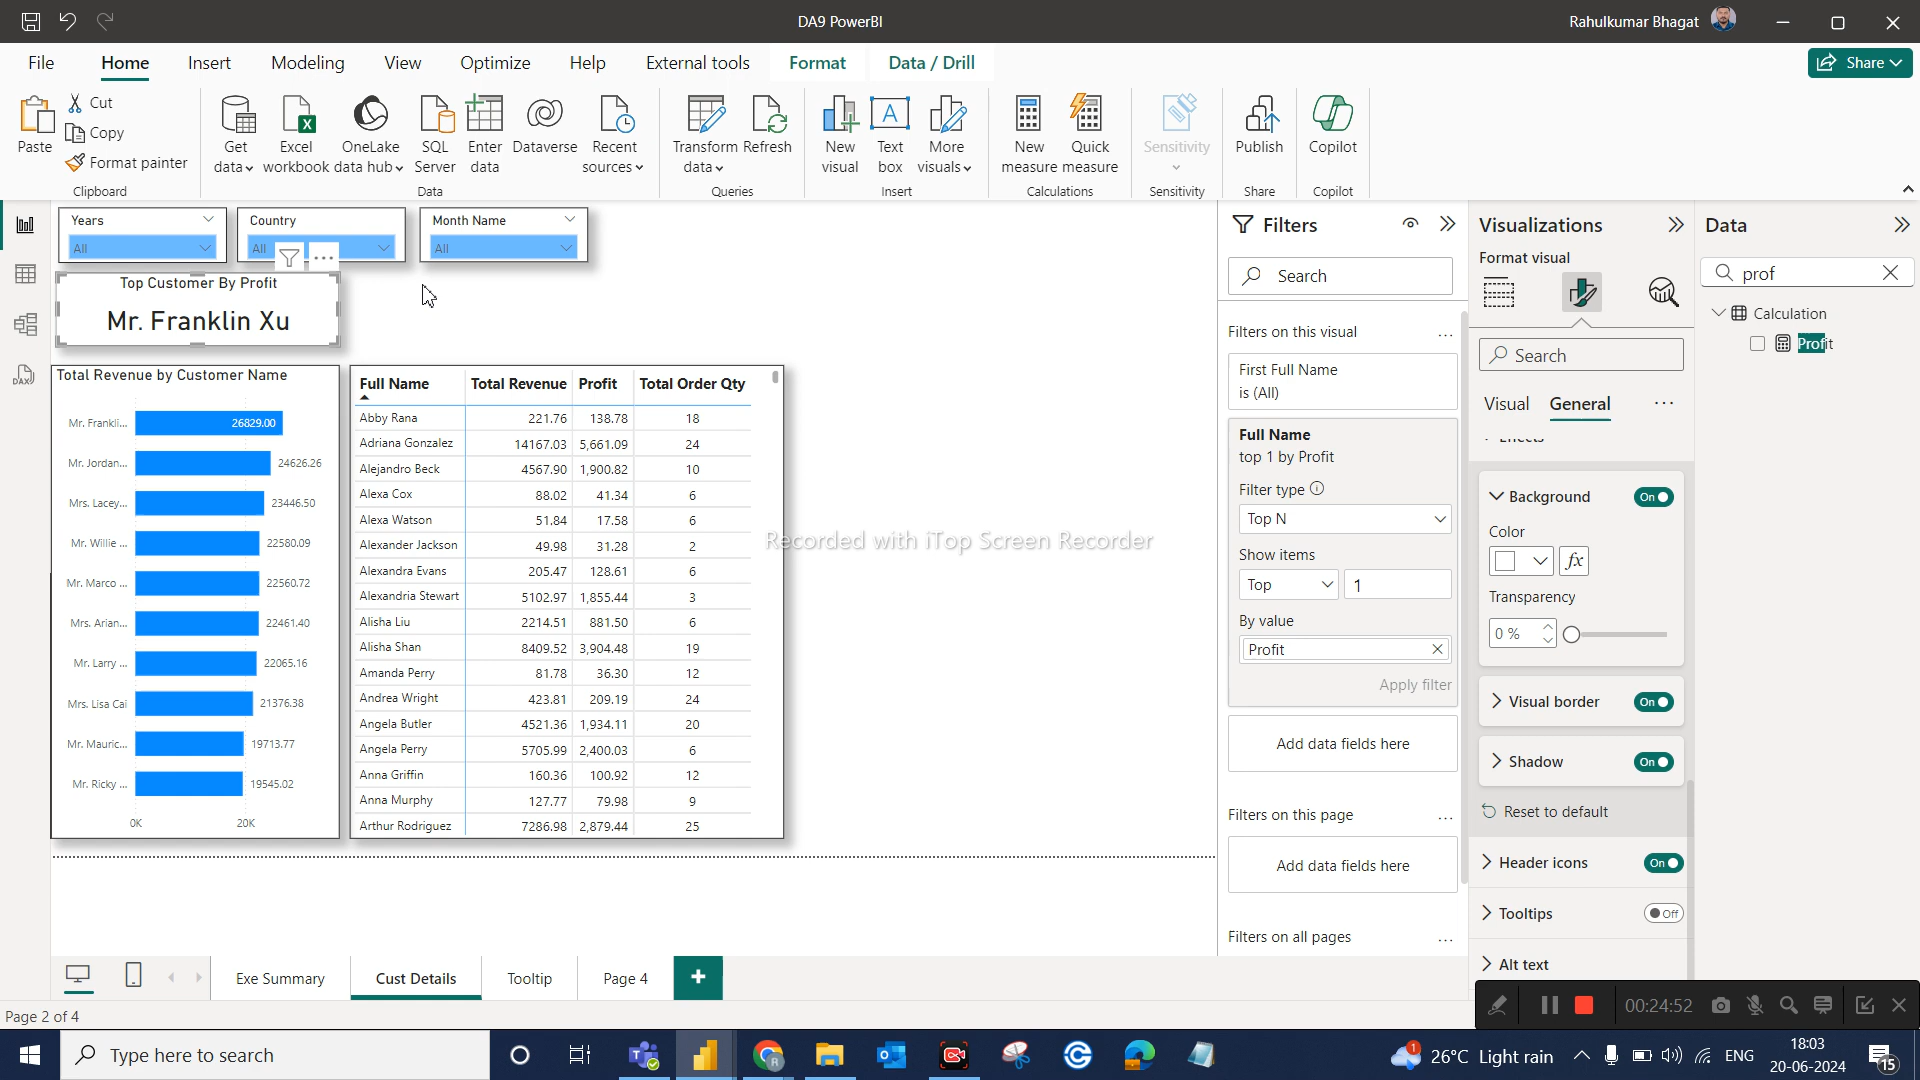 DA9 PowerBI
Rahulkumar Bhagat
File Home Insert Modeling View Optimize Help External tools Format Data / Drill
Share
Paste
Cut
Copy
Format painter
Clipboard
Get data
Excel workbook
OneLake data hub
SQL Server
Enter data
Dataverse
Recent sources
Data
Transform data
Refresh
Queries
New visual
Text box
More visuals
Insert
New measure
Quick measure
Calculations
Sensitivity
Sensitivity
Publish
Share
Copilot
Copilot
Years
All
Country
All
Month Name
All
Top Customer By Profit
Mr. Franklin Xu
Total Revenue by Customer Name
Mr. Frankli... 26829.00
Mr. Jordan... 24626.26
Mrs. Lacey... 23446.50
Mr. Willie ... 22580.09
Mr. Marco ... 22560.72
Mrs. Arian... 22461.40
Mr. Larry ... 22065.16
Mrs. Lisa Cai 21376.38
Mr. Mauric... 19713.77
Mr. Ricky ... 19545.02
0K 20K
Full Name Total Revenue Profit Total Order Qty
Abby Rana 221.76 138.78 18
Adriana Gonzalez 14167.03 5,661.09 24
Alejandro Beck 4567.90 1,900.82 10
Alexa Cox 88.02 41.34 6
Alexa Watson 51.84 17.58 6
Alexander Jackson 49.98 31.28 2
Alexandra Evans 205.47 128.61 6
Alexandria Stewart 5102.97 1,855.44 3
Alisha Liu 2214.51 881.50 6
Alisha Shan 8409.52 3,904.48 19
Amanda Perry 81.78 36.30 12
Andrea Wright 423.81 209.19 24
Angela Butler 4521.36 1,934.11 20
Angela Perry 5705.99 2,400.03 6
Anna Griffin 160.36 100.92 12
Anna Murphy 127.77 79.98 9
Arthur Rodriguez 7286.98 2,879.44 25
Recorded with iTop Screen Recorder
Filters
Search
Filters on this visual ...
First Full Name
is (All)
Full Name
top 1 by Profit
Filter type
Top N
Show items
Top 1
By value
Profit
Apply filter
Add data fields here
Filters on this page ...
Add data fields here
Filters on all pages ...
Visualizations
Format visual
Search
Visual General ...
Effects
Background On
Color
fx
Transparency
0 %
Visual border On
Shadow On
Reset to default
Header icons On
Tooltips Off
Alt text
Data
prof
Calculation
Profit
Exe Summary Cust Details Tooltip Page 4 +
Page 2 of 4
00:24:52
Type here to search
26°C Light rain
ENG
18:03
20-06-2024
15
DAX